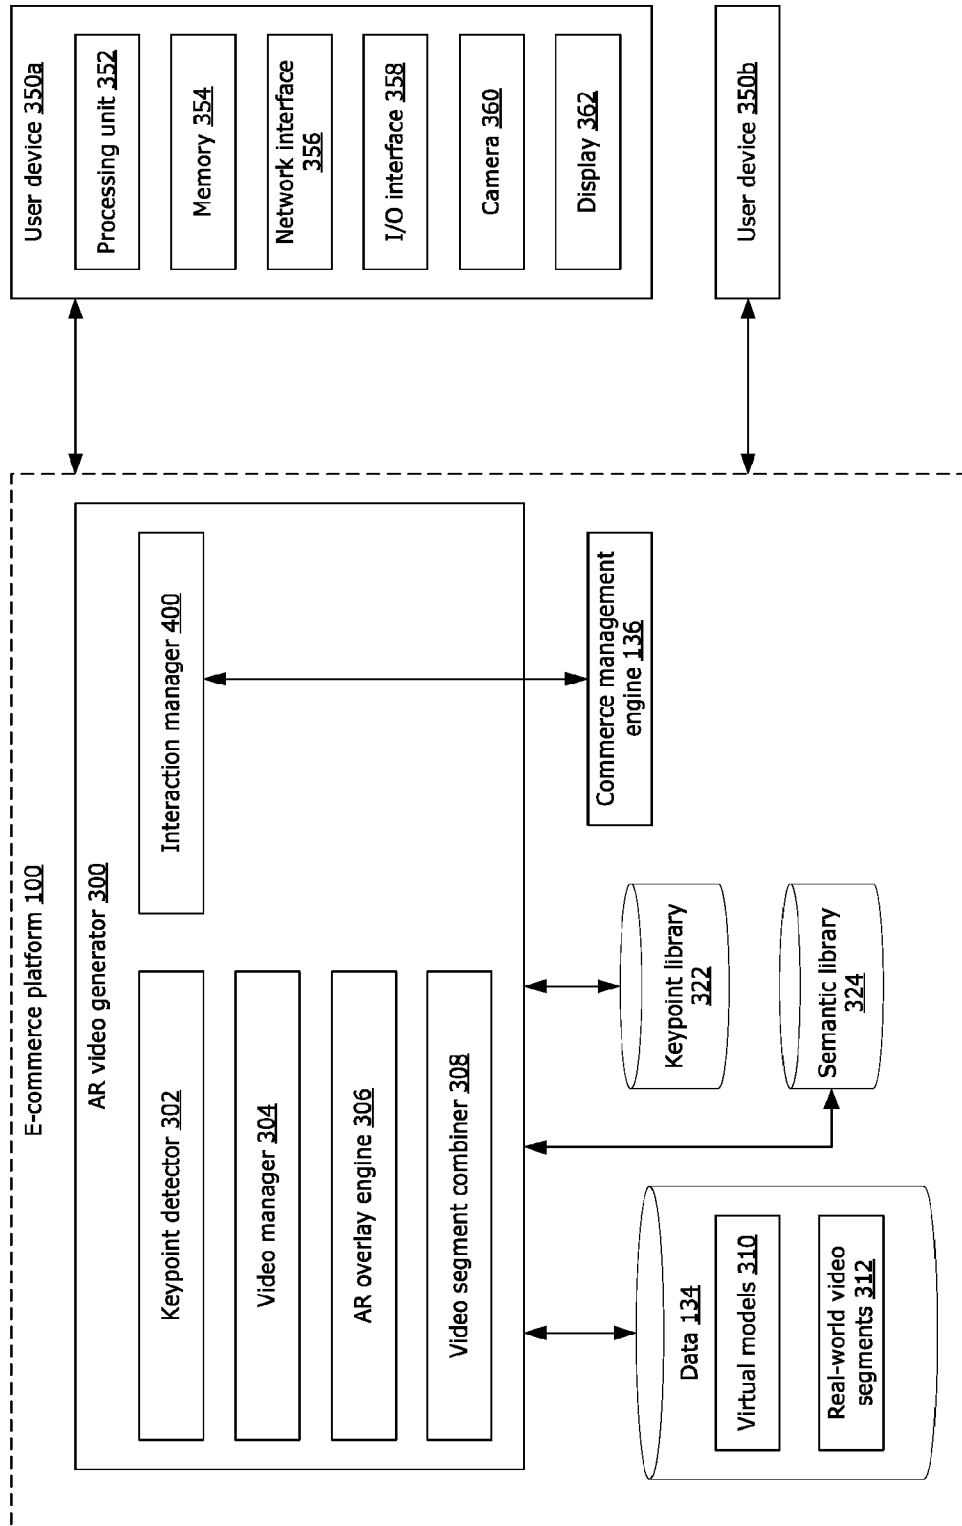 E-commerce platform 100
AR video generator 300
Keypoint detector 302
Video manager 304
AR overlay engine 306
Video segment combiner 308
Interaction manager 400
Data 134
Virtual models 310
Real-world video
segments 312
Keypoint library
322
Semantic library
324
Commerce management
engine 136
User device 350a
Processing unit 352
Memory 354
Network interface
356
I/O interface 358
Camera 360
Display 362
User device 350b